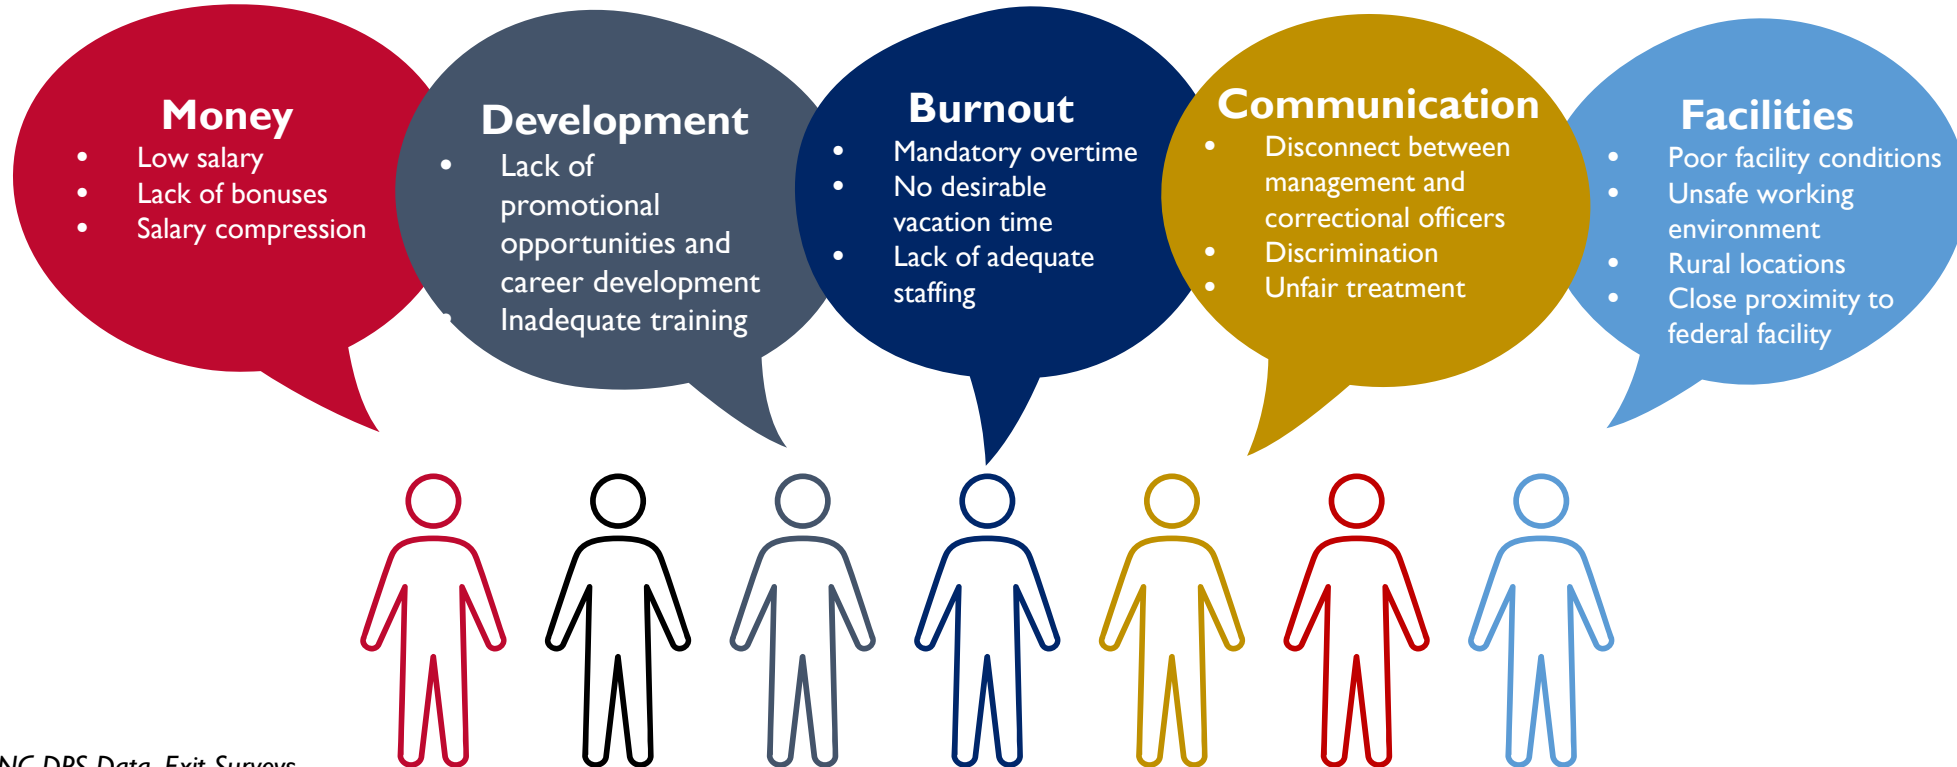 Money
• Low salary
• Lack of bonuses
• Salary compression
Development
• Lack of
promotional
opportunities and
career development
• Inadequate training
Burnout
• Mandatory overtime
• No desirable
vacation time
• Lack of adequate
staffing
Communication
• Disconnect between
management and
correctional officers
• Discrimination
• Unfair treatment
Facilities
• Poor facility conditions
• Unsafe working
environment
• Rural locations
• Close proximity to
federal facility
NC DPS Data, Exit Surveys